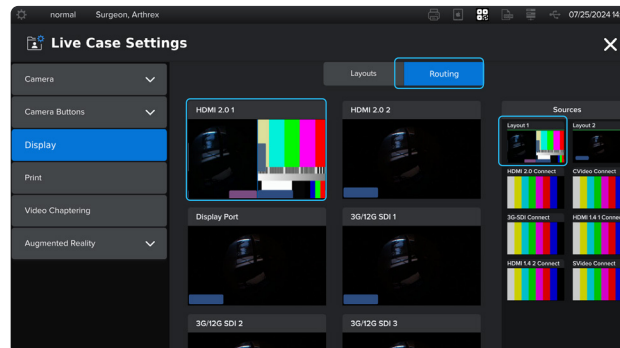 normal Surgeon, Arthrex 07/25/2024 14
Live Case Settings
Camera
Camera Buttons
Display
Print
Video Chaptering
Augmented Reality
Layouts Routing
HDMI 2.0 1 HDMI 2.0 2
Display Port 3G/12G SDI 1
3G/12G SDI 2 3G/12G SDI 3
Sources
Layout 1 Layout 2
HDMI 2.0 Connect CVideo Connect
3G-SDI Connect HDMI 1.4 1 Connec
HDMI 1.4 2 Connect SVideo Connect